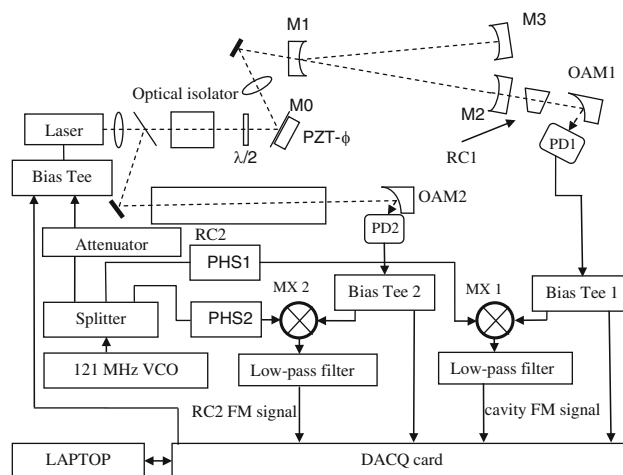 M1
M3
Optical isolator
M0
OAM1
Laser
M2
PZT-ϕ
λ/2
RC1
PD1
Bias Tee
OAM2
RC2
PD2
Attenuator
PHS1
MX 2
Bias Tee 2
MX 1
Bias Tee 1
Splitter
PHS2
121 MHz VCO
Low-pass filter
Low-pass filter
RC2 FM signal
cavity FM signal
LAPTOP
DACQ card